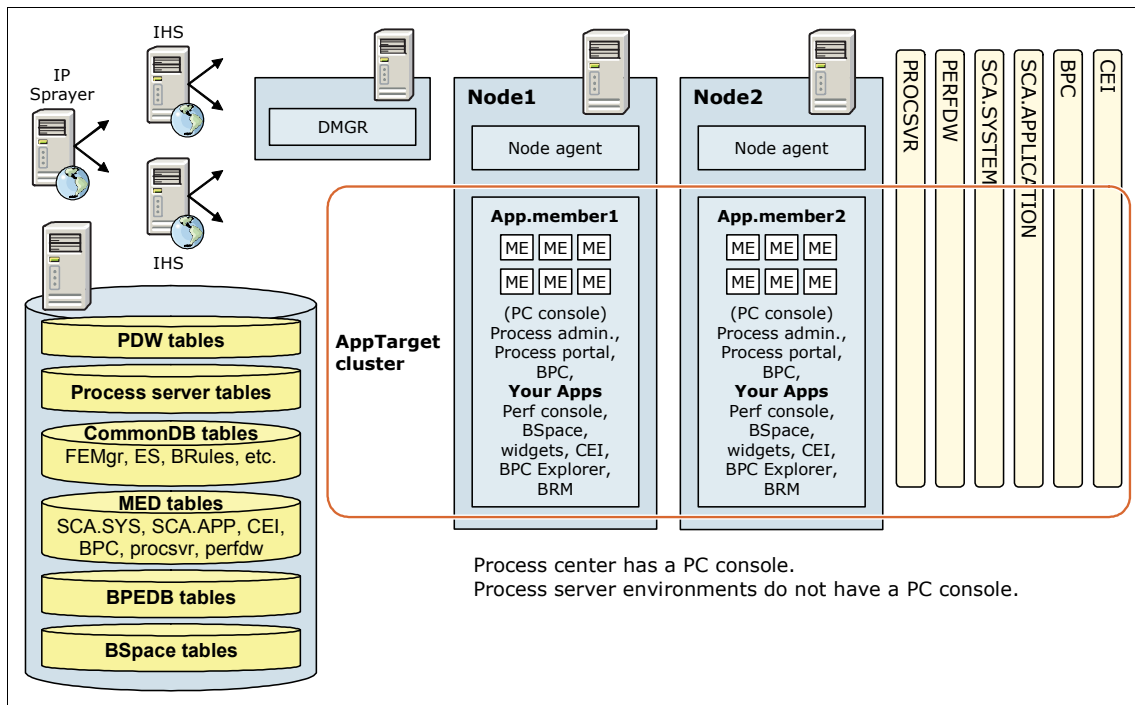 IHS
IP
Sprayer
IHS
DMGR
Node1
Node agent
Node2
Node agent
PROCSVR
PERFDW
SCA.SYSTEM
SCA.APPLICATION
BPC
CEI
AppTarget
cluster
App.member1
ME ME ME
ME ME ME
(PC console)
Process admin.,
Process portal,
BPC,
Your Apps
Perf console,
BSpace,
widgets, CEI,
BPC Explorer,
BRM
App.member2
ME ME ME
ME ME ME
(PC console)
Process admin.,
Process portal,
BPC,
Your Apps
Perf console,
BSpace,
widgets, CEI,
BPC Explorer,
BRM
PDW tables
Process server tables
CommonDB tables
FEMgr, ES, BRules, etc.
MED tables
SCA.SYS, SCA.APP, CEI,
BPC, procsvr, perfdw
BPEDB tables
BSpace tables
Process center has a PC console.
Process server environments do not have a PC console.